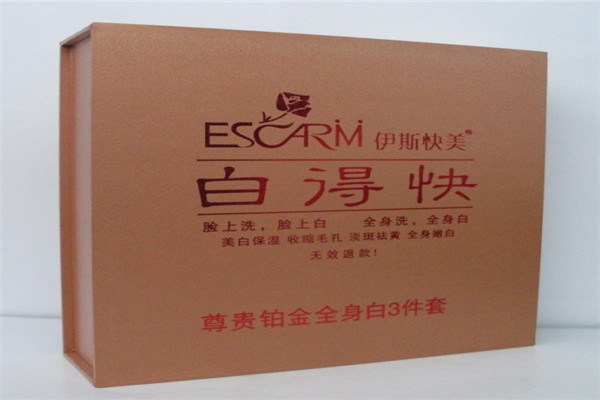 ESCARM 伊斯快美®
白得快
脸上洗，脸上白 全身洗，全身白
美白保湿 收缩毛孔 淡斑祛黄 全身嫩白
无效退款！
尊贵铂金全身白3件套